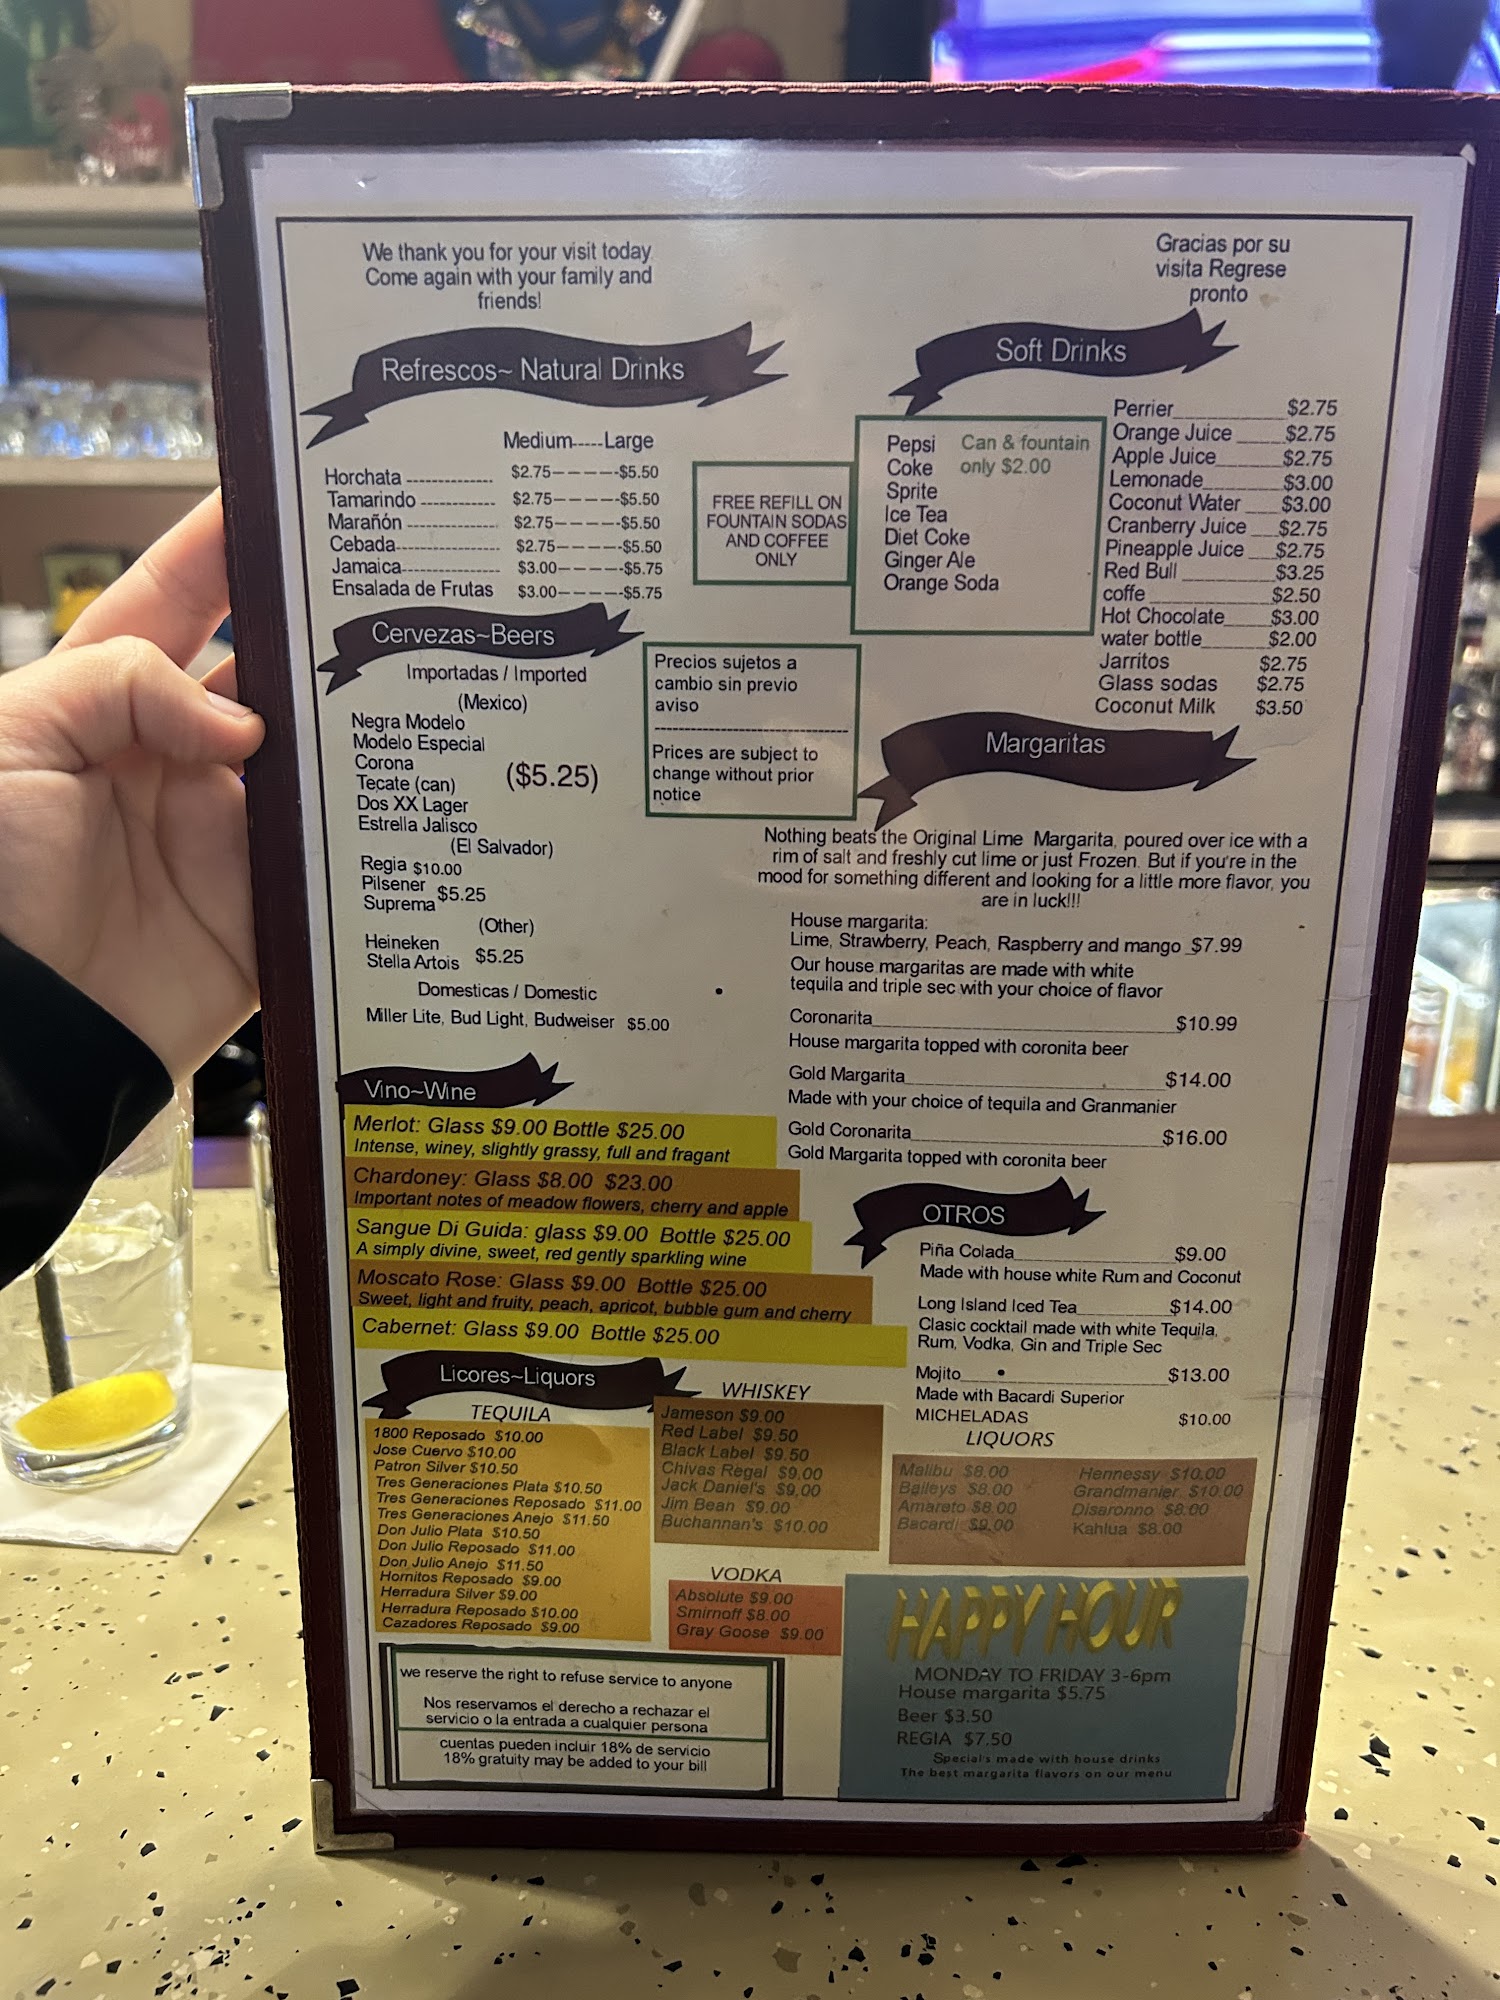 We thank you for your visit today
Come again with your family and
friends!
Gracias por su
visita Regrese
pronto
Refrescos~ Natural Drinks
Medium-----Large
Horchata ---------------- $2.75-----$5.50
Tamarindo -------------- $2.75-----$5.50
Marañón ---------------- $2.75-----$5.50
Cebada------------------ $2.75-----$5.50
Jamaica------------------ $3.00-----$5.75
Ensalada de Frutas $3.00-----$5.75
FREE REFILL ON
FOUNTAIN SODAS
AND COFFEE
ONLY
Soft Drinks
Pepsi Can & fountain
Coke only $2.00
Sprite
Ice Tea
Diet Coke
Ginger Ale
Orange Soda
Perrier__________$2.75
Orange Juice ____$2.75
Apple Juice______$2.75
Lemonade_______$3.00
Coconut Water ___$3.00
Cranberry Juice __$2.75
Pineapple Juice __$2.75
Red Bull ________$3.25
coffe ___________$2.50
Hot Chocolate____$3.00
water bottle______$2.00
Jarritos $2.75
Glass sodas $2.75
Coconut Milk $3.50
Cervezas~Beers
Importadas / Imported
(Mexico)
Negra Modelo
Modelo Especial
Corona
Tecate (can) ($5.25)
Dos XX Lager
Estrella Jalisco
(El Salvador)
Regia $10.00
Pilsener $5.25
Suprema
(Other)
Heineken
Stella Artois $5.25
Domesticas / Domestic
Miller Lite, Bud Light, Budweiser $5.00
Precios sujetos a
cambio sin previo
aviso
------------------------------
Prices are subject to
change without prior
notice
Margaritas
Nothing beats the Original Lime Margarita, poured over ice with a
rim of salt and freshly cut lime or just Frozen. But if you're in the
mood for something different and looking for a little more flavor, you
are in luck!!!
House margarita:
Lime, Strawberry, Peach, Raspberry and mango _$7.99
Our house margaritas are made with white
tequila and triple sec with your choice of flavor
Coronarita______________________________$10.99
House margarita topped with coronita beer
Gold Margarita__________________________$14.00
Made with your choice of tequila and Granmanier
Gold Coronarita_________________________$16.00
Gold Margarita topped with coronita beer
Vino~Wine
Merlot: Glass $9.00 Bottle $25.00
Intense, winey, slightly grassy, full and fragant
Chardoney: Glass $8.00 $23.00
Important notes of meadow flowers, cherry and apple
Sangue Di Guida: glass $9.00 Bottle $25.00
A simply divine, sweet, red gently sparkling wine
Moscato Rose: Glass $9.00 Bottle $25.00
Sweet, light and fruity, peach, apricot, bubble gum and cherry
Cabernet: Glass $9.00 Bottle $25.00
OTROS
Piña Colada________________$9.00
Made with house white Rum and Coconut
Long Island Iced Tea_________$14.00
Clasic cocktail made with white Tequila,
Rum, Vodka, Gin and Triple Sec
Mojito_____________________$13.00
Made with Bacardi Superior
MICHELADAS $10.00
Licores~Liquors
TEQUILA
1800 Reposado $10.00
Jose Cuervo $10.00
Patron Silver $10.50
Tres Generaciones Plata $10.50
Tres Generaciones Reposado $11.00
Tres Generaciones Anejo $11.50
Don Julio Plata $10.50
Don Julio Reposado $11.00
Don Julio Anejo $11.50
Hornitos Reposado $9.00
Herradura Silver $9.00
Herradura Reposado $10.00
Cazadores Reposado $9.00
WHISKEY
Jameson $9.00
Red Label $9.50
Black Label $9.50
Chivas Regal $9.00
Jack Daniel's $9.00
Jim Bean $9.00
Buchannan's $10.00
VODKA
Absolute $9.00
Smirnoff $8.00
Gray Goose $9.00
LIQUORS
Malibu $8.00 Hennessy $10.00
Baileys $8.00 Grandmanier $10.00
Amareto $8.00 Disaronno $8.00
Bacardi $9.00 Kahlua $8.00
we reserve the right to refuse service to anyone
Nos reservamos el derecho a rechazar el
servicio o la entrada a cualquier persona
cuentas pueden incluir 18% de servicio
18% gratuity may be added to your bill
HAPPY HOUR
MONDAY TO FRIDAY 3-6pm
House margarita $5.75
Beer $3.50
REGIA $7.50
Special's made with house drinks
The best margarita flavors on our menu